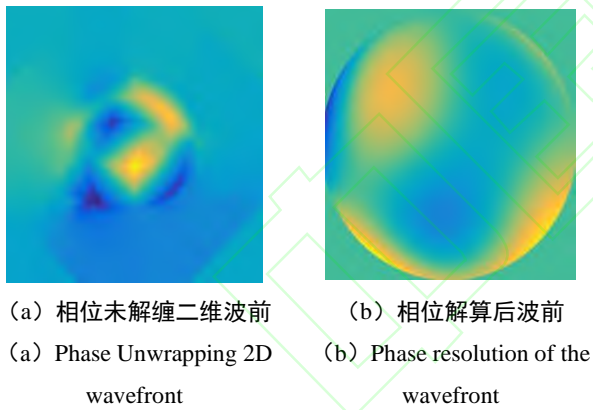 （a）相位未解缠二维波前
（b）相位解算后波前
（a）Phase Unwrapping 2D
wavefront
（b）Phase resolution of the
wavefront